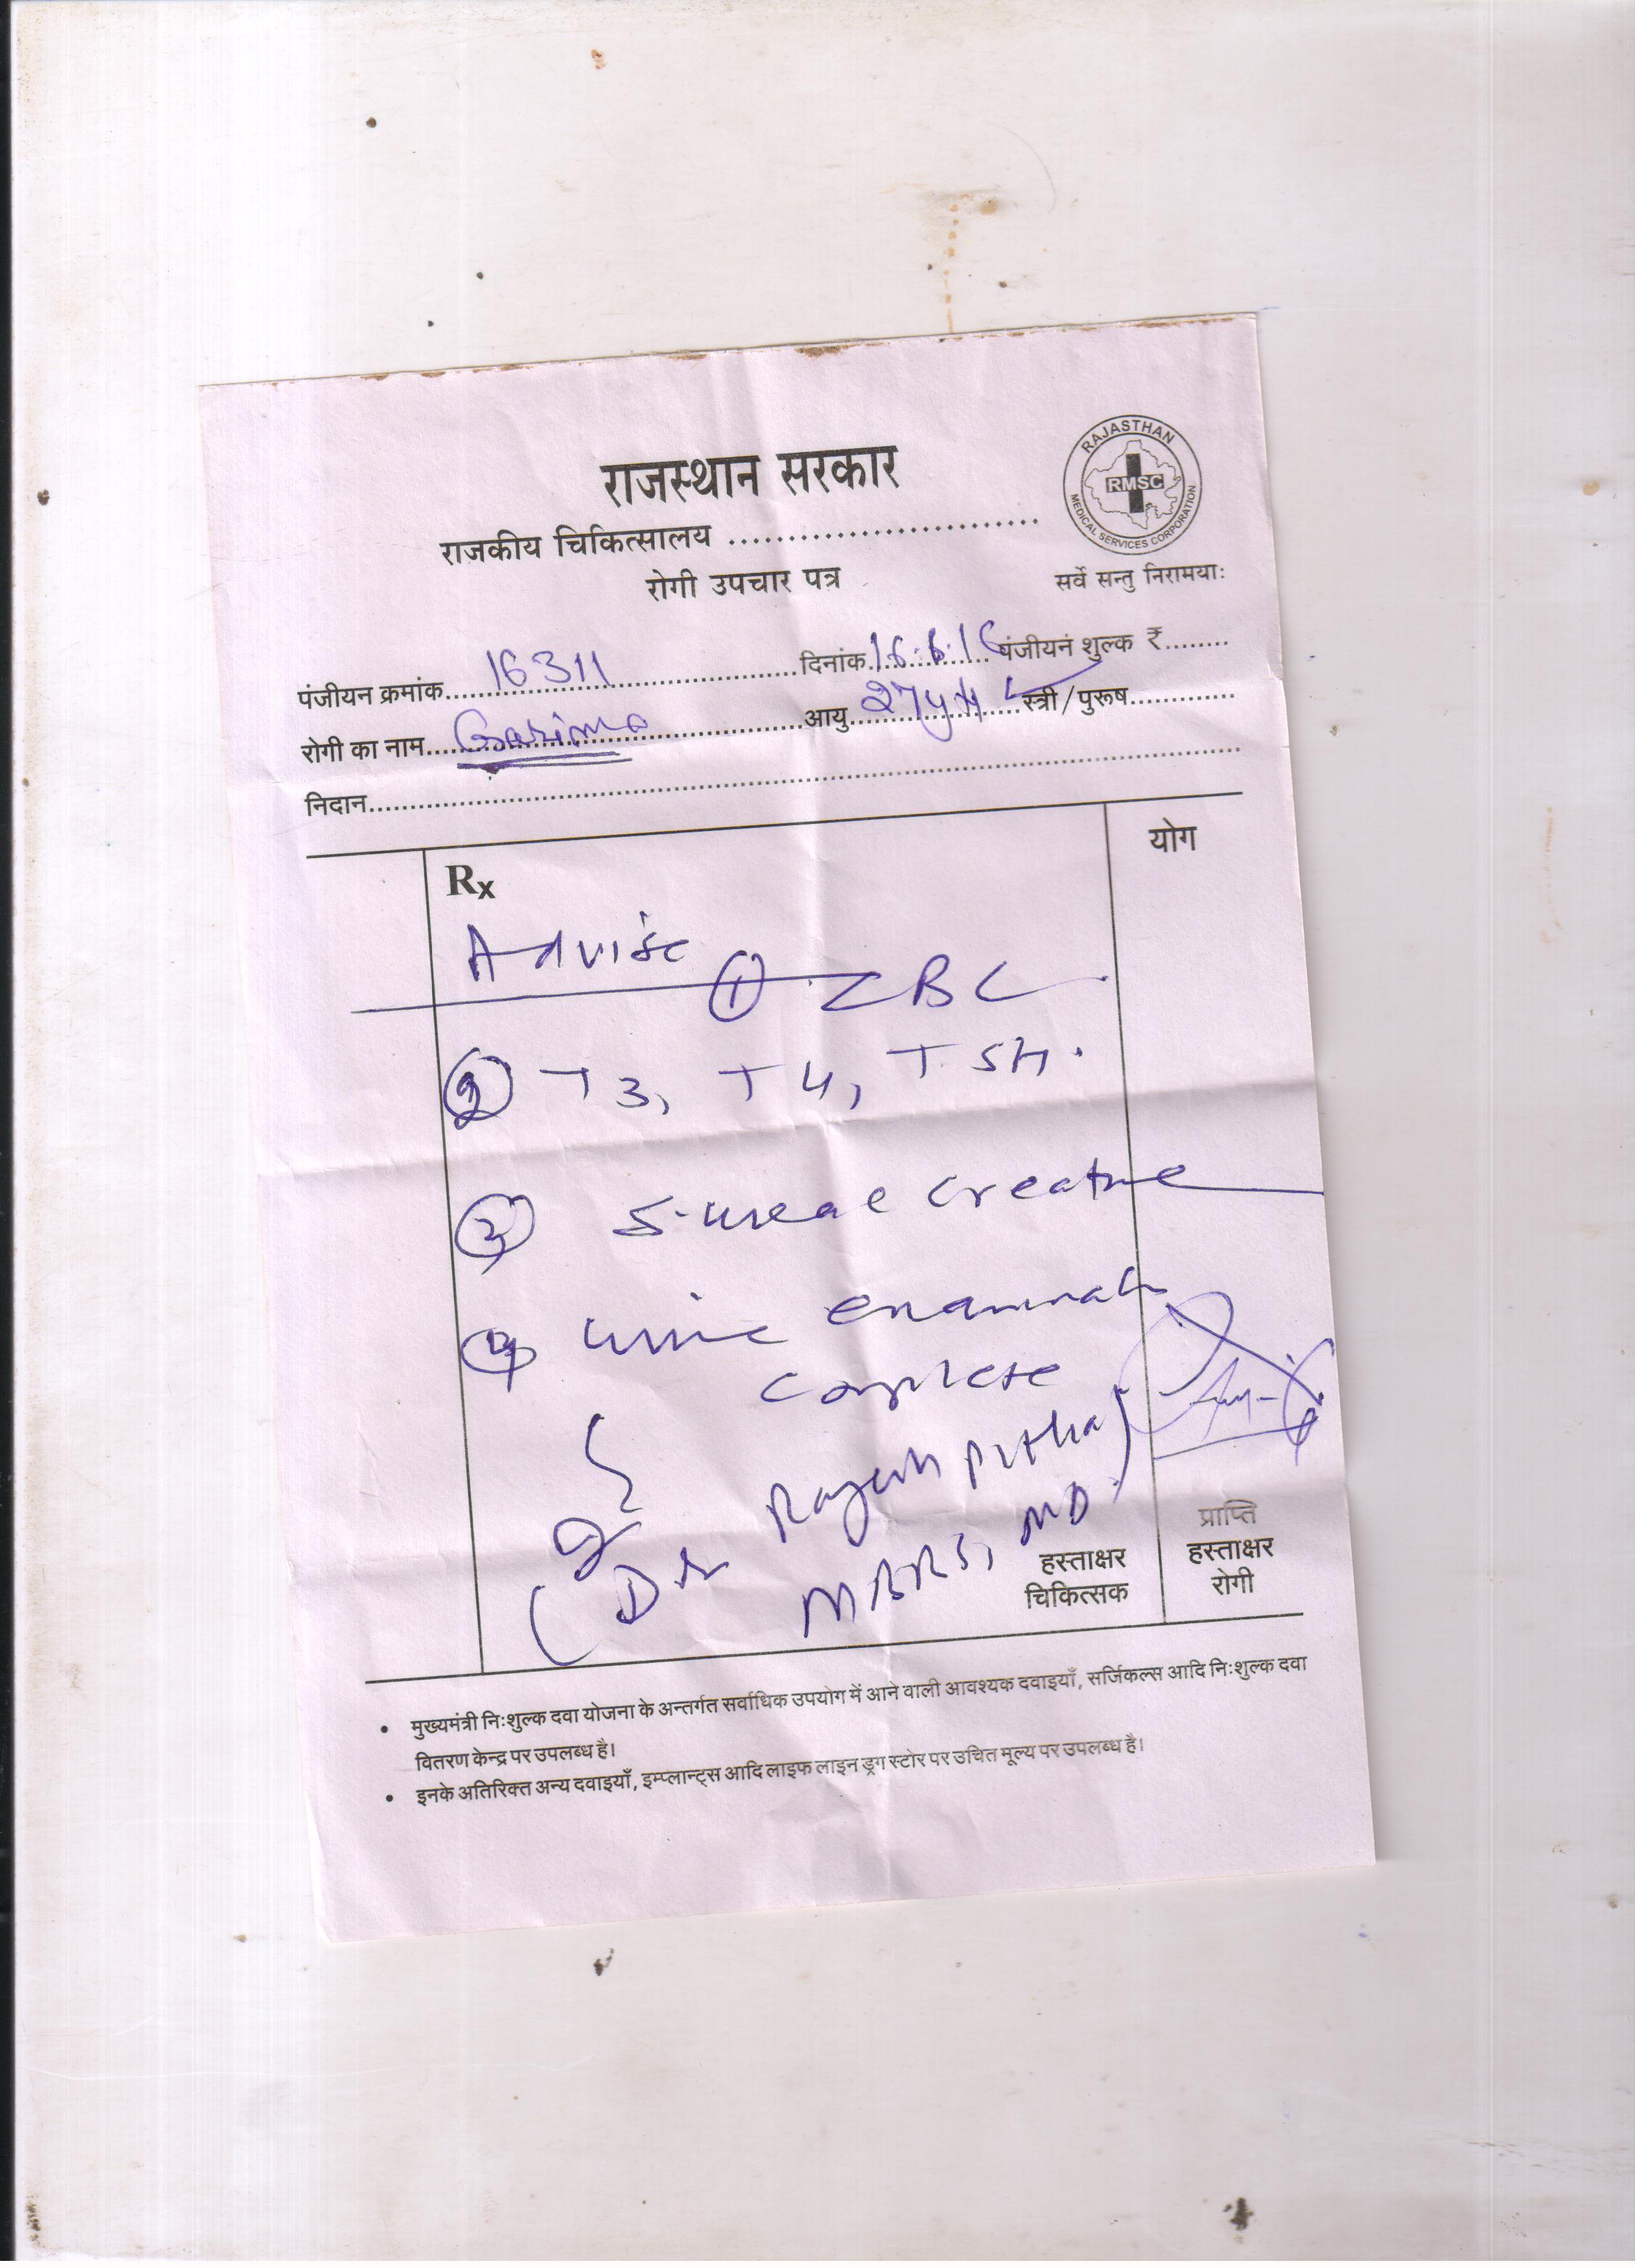 राजस्थान सरकार
राजकीय चिकित्सालय ............................
रोगी उपचार पत्र
RAJASTHAN
RMSC
MEDICAL SERVICES CORPORATION
सर्वे सन्तु निरामयाः
पंजीयन क्रमांक 16311 दिनांक 16.6.16 पंजीयनं शुल्क ₹........
रोगी का नाम Garima आयु 27 स्त्री/पुरूष.............
निदान
Rx योग
Advise ① CBC
② T3, T4, TSH.
③ S. urea
④ urine
complete
(Dr Rajesh
MBBS, MD.)
प्राप्ति
हस्ताक्षर हस्ताक्षर
चिकित्सक रोगी
• मुख्यमंत्री निःशुल्क दवा योजना के अन्तर्गत सर्वाधिक उपयोग में आने वाली आवश्यक दवाइयाँ, सर्जिकल्स आदि निःशुल्क दवा
वितरण केन्द्र पर उपलब्ध है।
• इनके अतिरिक्त अन्य दवाइयाँ, इम्प्लान्ट्स आदि लाइफ लाइन ड्रग स्टोर पर उचित मूल्य पर उपलब्ध है।